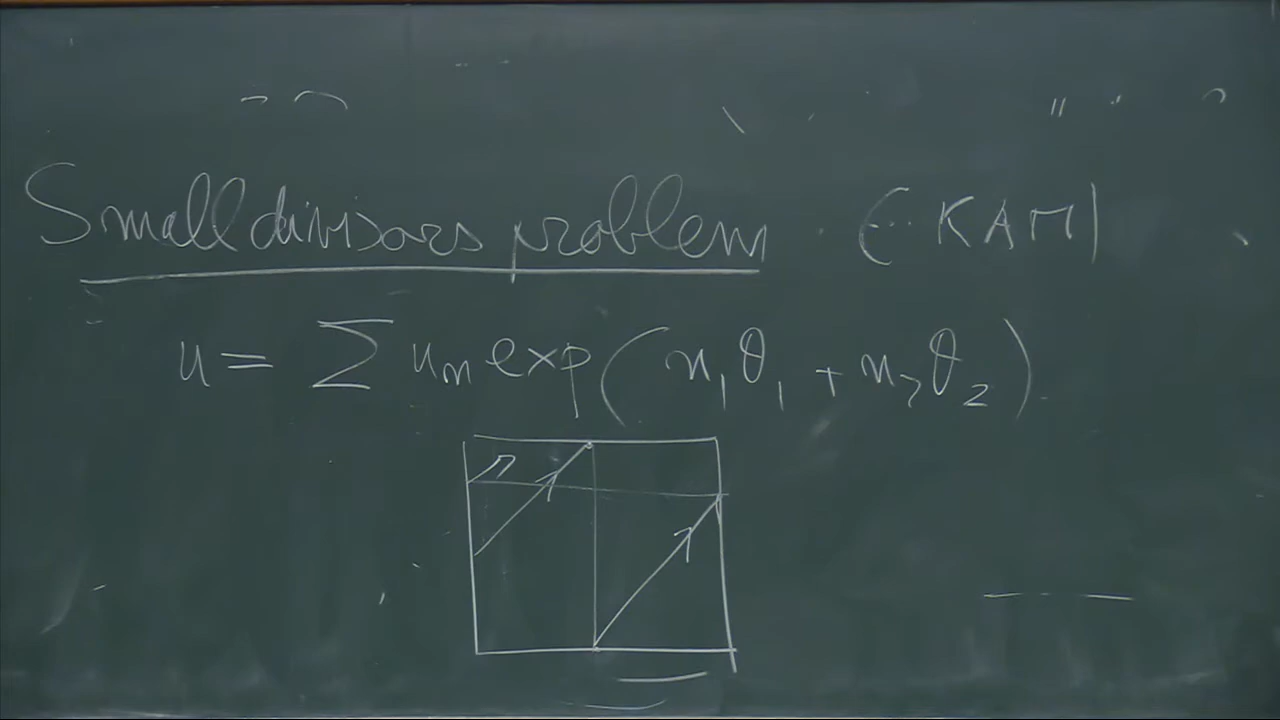 Small divisors problem (... KAM)
u = ∑ uₙ exp(n₁θ₁ + n₂θ₂)